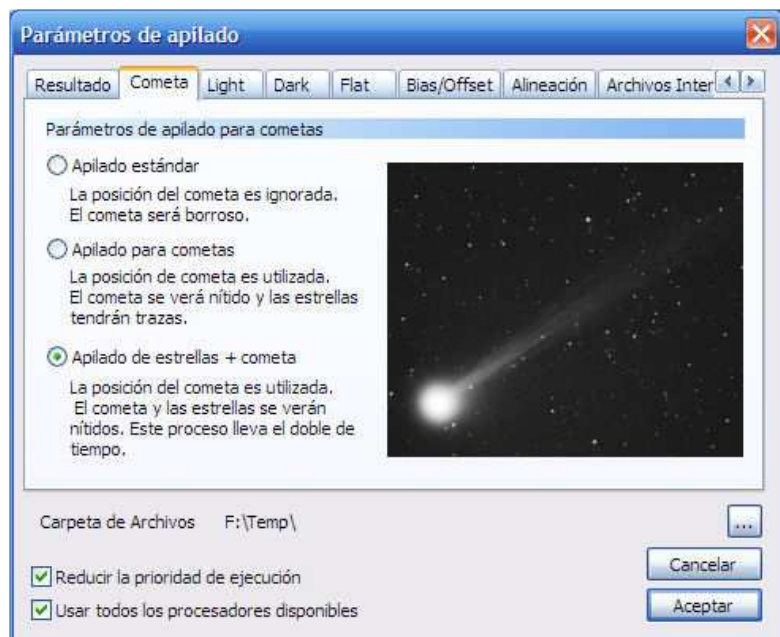 Parámetros de apilado
Resultado Cometa Light Dark Flat Bias/Offset Alineación Archivos Inter
Parámetros de apilado para cometas
Apilado estándar
La posición del cometa es ignorada.
El cometa será borroso.
Apilado para cometas
La posición de cometa es utilizada.
El cometa se verá nítido y las estrellas
tendrán trazas.
Apilado de estrellas + cometa
La posición del cometa es utilizada.
El cometa y las estrellas se verán
nítidos. Este proceso lleva el doble de
tiempo.
Carpeta de Archivos F:\Temp\
...
Reducir la prioridad de ejecución
Cancelar
Usar todos los procesadores disponibles
Aceptar